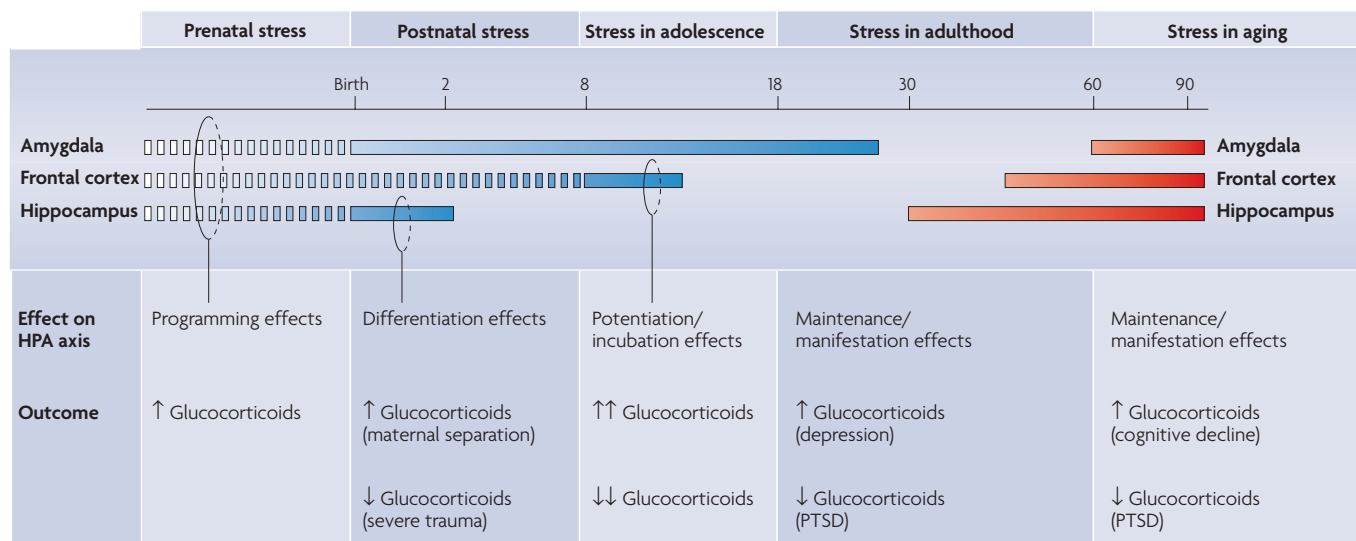 Prenatal stress
Postnatal stress
Stress in adolescence
Stress in adulthood
Stress in aging
Birth 2 8 18 30 60 90
Amygdala Amygdala
Frontal cortex Frontal cortex
Hippocampus Hippocampus
Effect on
HPA axis
Programming effects
Differentiation effects
Potentiation/
incubation effects
Maintenance/
manifestation effects
Maintenance/
manifestation effects
Outcome
↑ Glucocorticoids
↑ Glucocorticoids
(maternal separation)
↑↑ Glucocorticoids
↑ Glucocorticoids
(depression)
↑ Glucocorticoids
(cognitive decline)
↓ Glucocorticoids
(severe trauma)
↓↓ Glucocorticoids
↓ Glucocorticoids
(PTSD)
↓ Glucocorticoids
(PTSD)